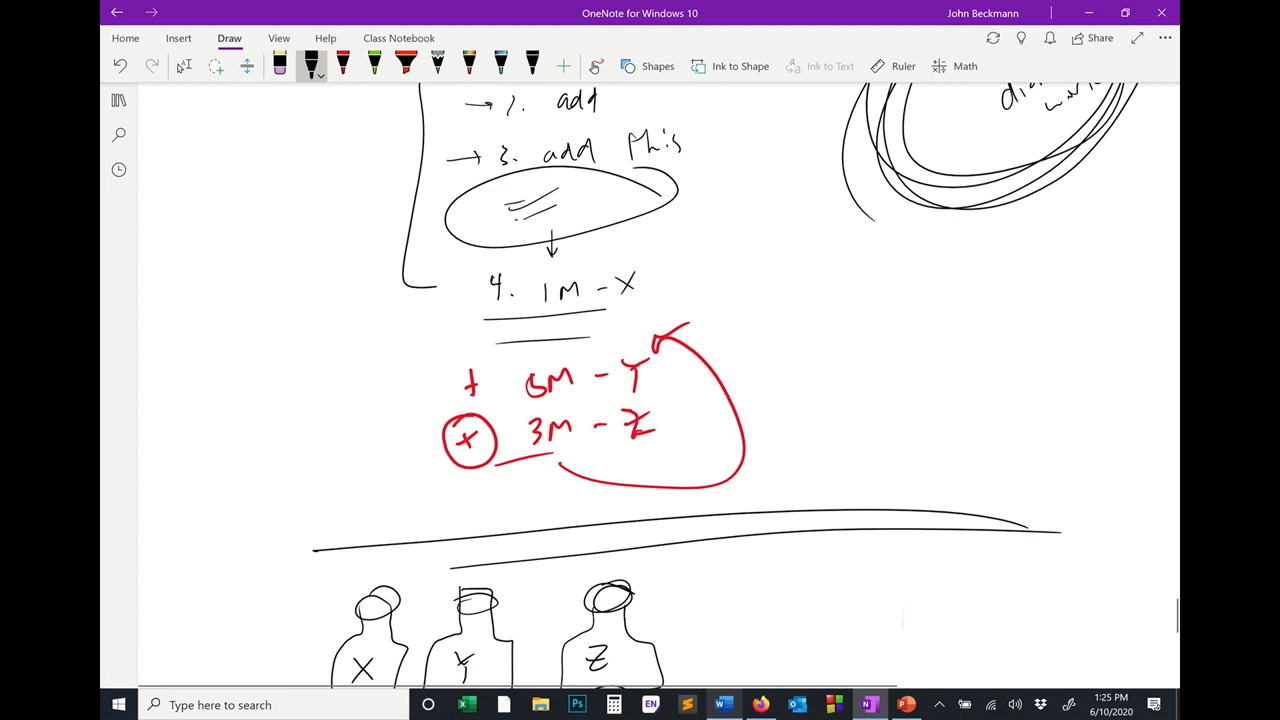 OneNote for Windows 10
John Beckmann
Home Insert Draw View Help Class Notebook
Share
Shapes Ink to Shape Ink to Text Ruler Math
add
3. add this
4. 1M - X
+ 5M - Y
+ 3M - Z
X Y Z
Type here to search
EN
1:25 PM
6/10/2020